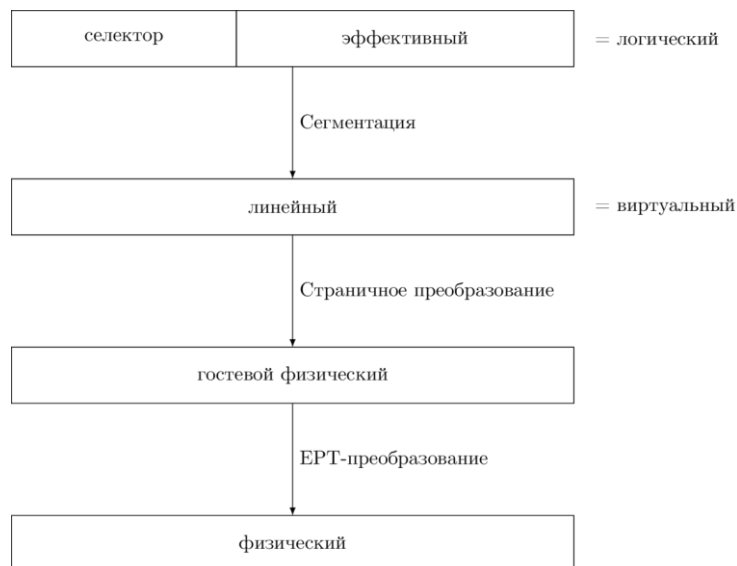 селектор эффективный = логический
Сегментация
линейный = виртуальный
Страничное преобразование
гостевой физический
EPT-преобразование
физический